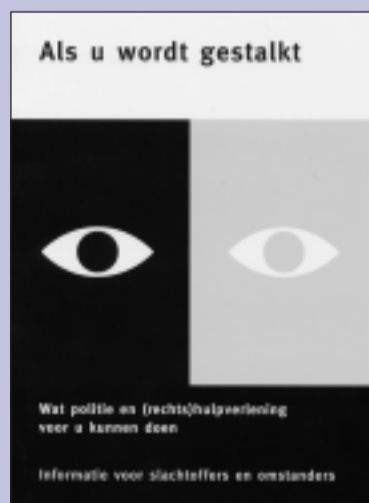 Als u wordt gestalkt
Wat politie en (rechts)hulpverlening
voor u kunnen doen
Informatie voor slachtoffers en omstanders